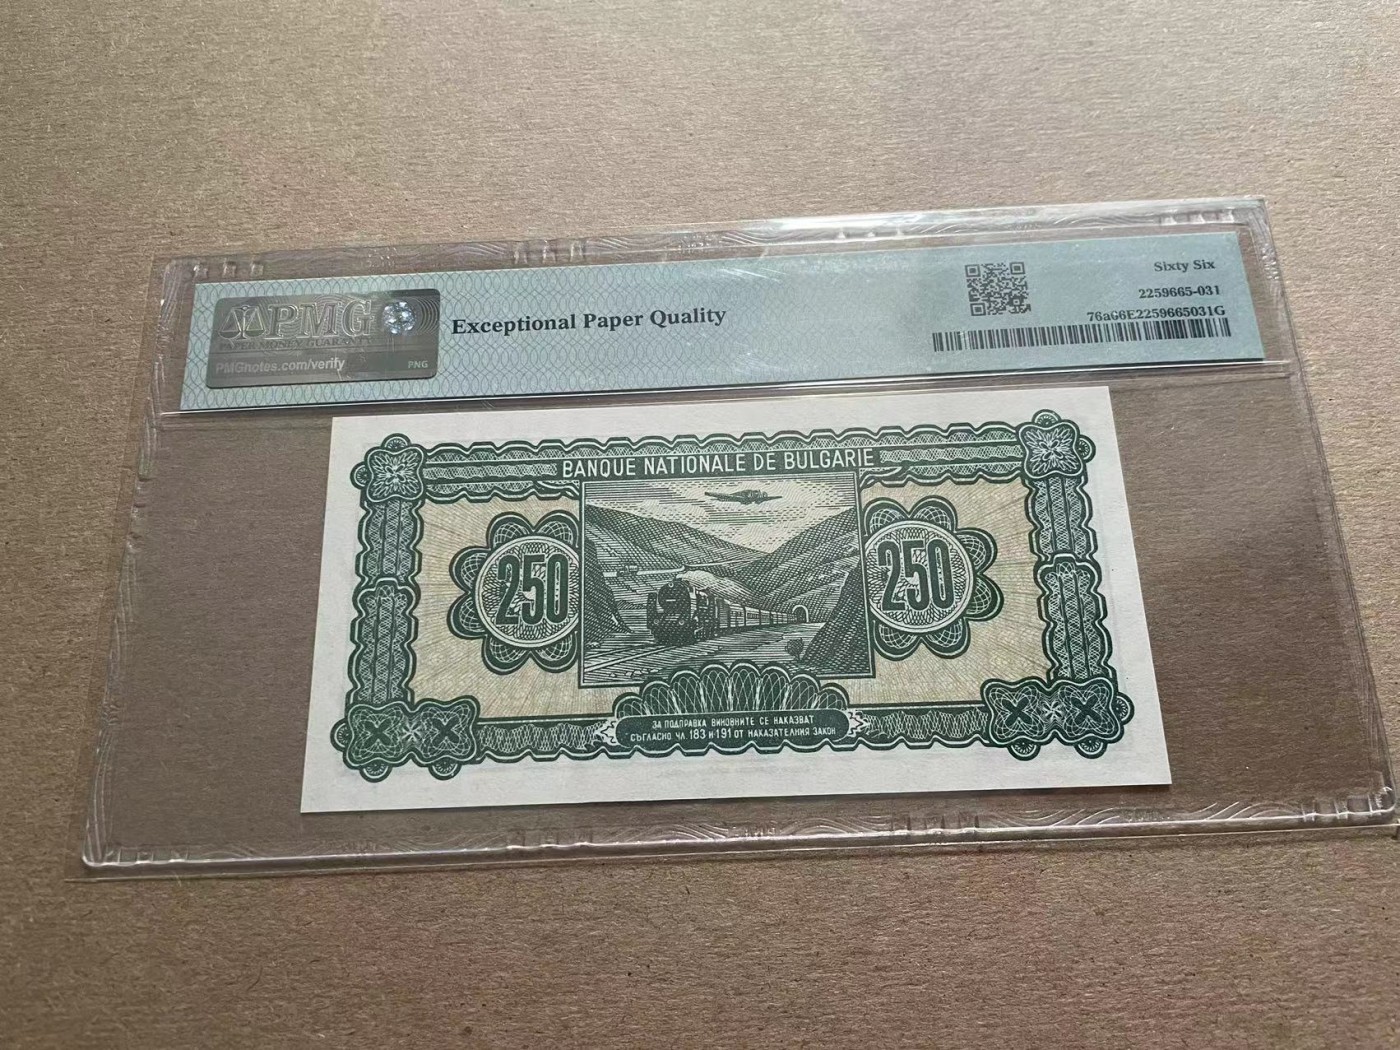 PMG
PAPER MONEY GUARANTY
PMGnotes.com/verify
PNG
Exceptional Paper Quality
Sixty Six
2259665-031
76aG6E2259665031G
BANQUE NATIONALE DE BULGARIE
250
250
ЗА ПОДПРАВКА ВИНОВНИТЕ СЕ НАКАЗВАТ
СЪГЛАСНО ЧЛ 183 И 191 ОТ НАКАЗАТЕЛНИЯ ЗАКОН